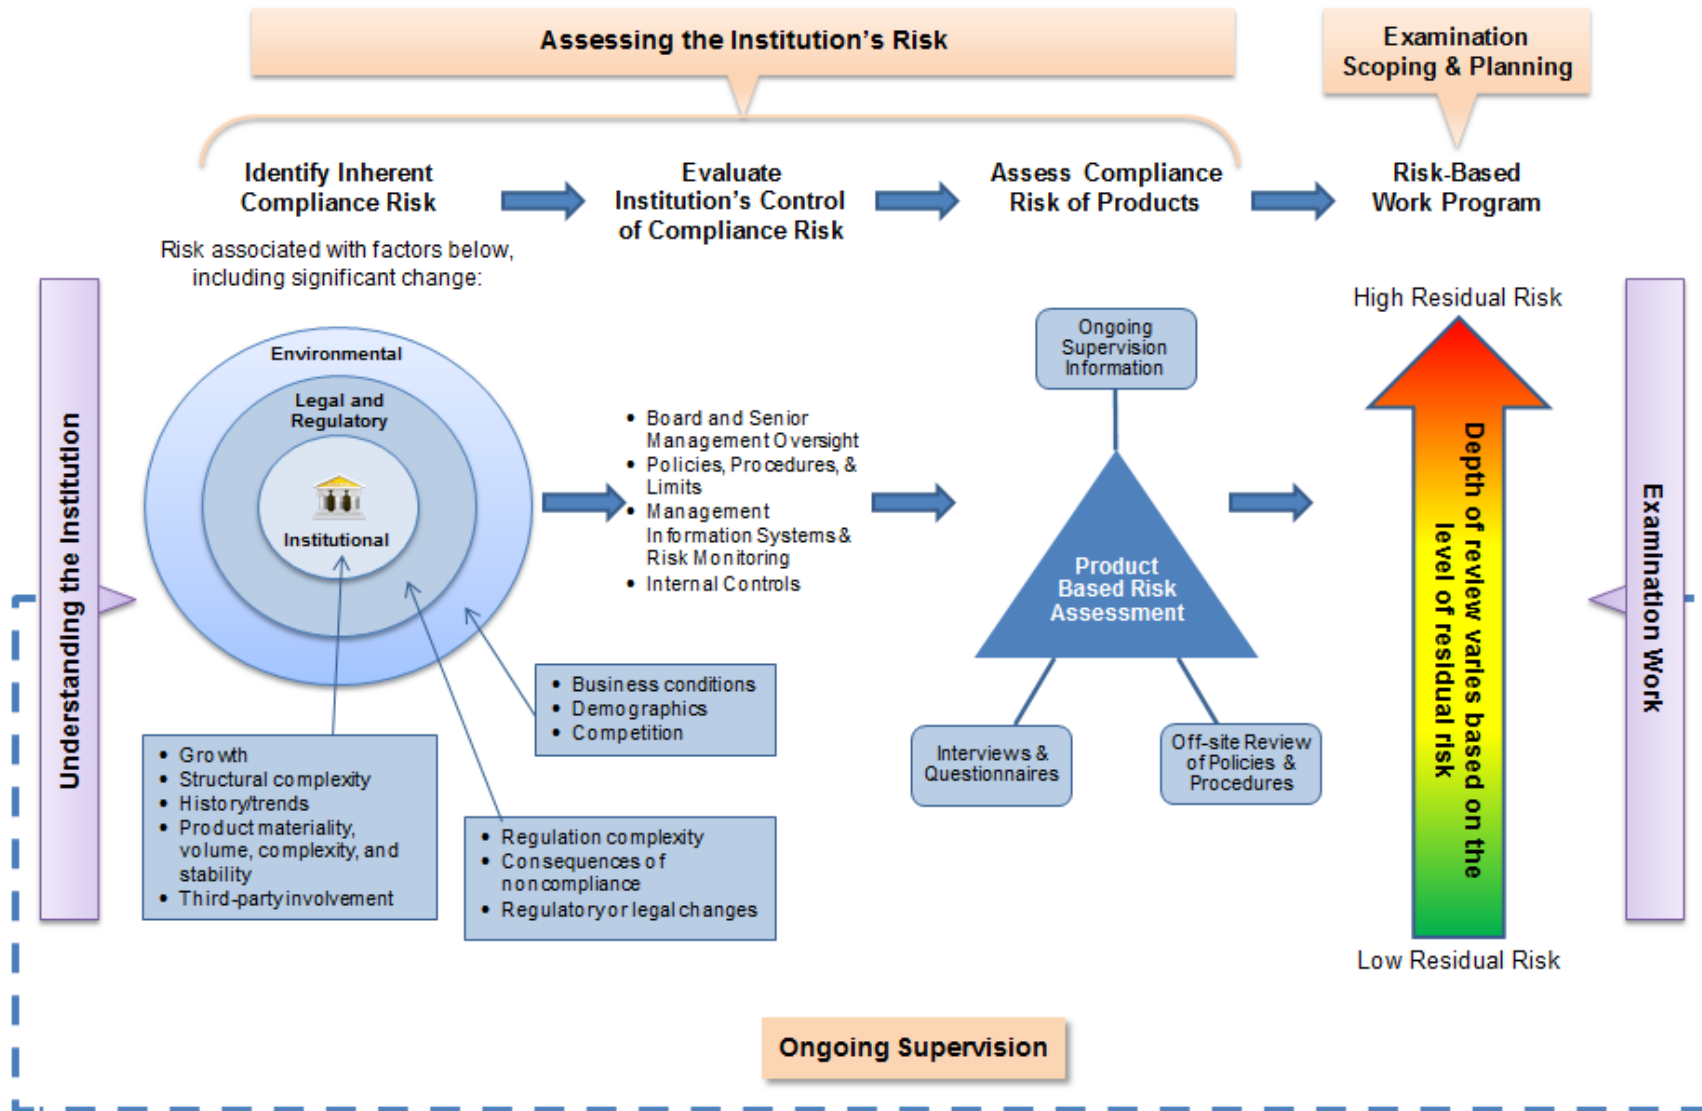 Assessing the Institution's Risk
Examination
Scoping & Planning
Identify Inherent
Compliance Risk
Evaluate
Institution's Control
of Compliance Risk
Assess Compliance
Risk of Products
Risk-Based
Work Program
Risk associated with factors below,
including significant change:
Understanding the Institution
Environmental
Legal and
Regulatory
Institutional
• Growth
• Structural complexity
• History/trends
• Product materiality,
volume, complexity, and
stability
• Third-party involvement
• Regulation complexity
• Consequences of
noncompliance
• Regulatory or legal changes
• Business conditions
• Demographics
• Competition
• Board and Senior
Management Oversight
• Policies, Procedures, &
Limits
• Management
Information Systems &
Risk Monitoring
• Internal Controls
Ongoing
Supervision
Information
Product
Based Risk
Assessment
Interviews &
Questionnaires
Off-site Review
of Policies &
Procedures
High Residual Risk
Depth of review varies based on the
level of residual risk
Low Residual Risk
Examination Work
Ongoing Supervision